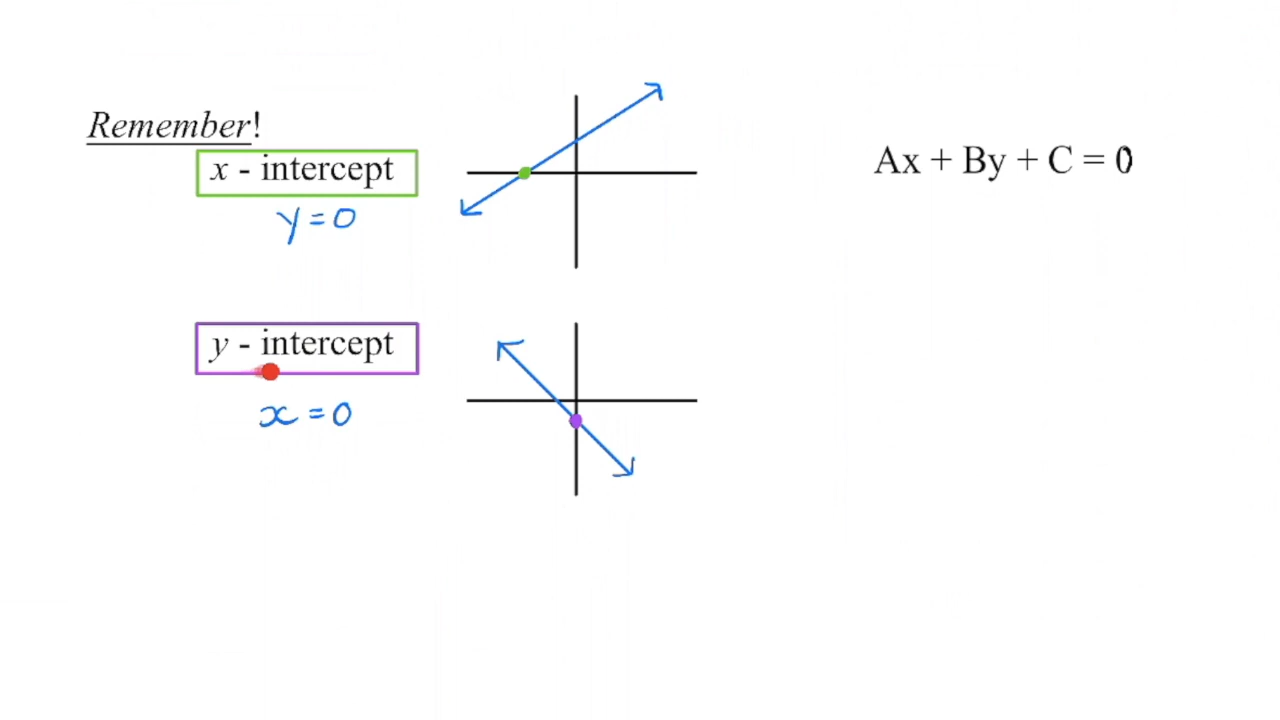 Remember!
x - intercept
y = 0
y - intercept
x = 0
Ax + By + C = 0